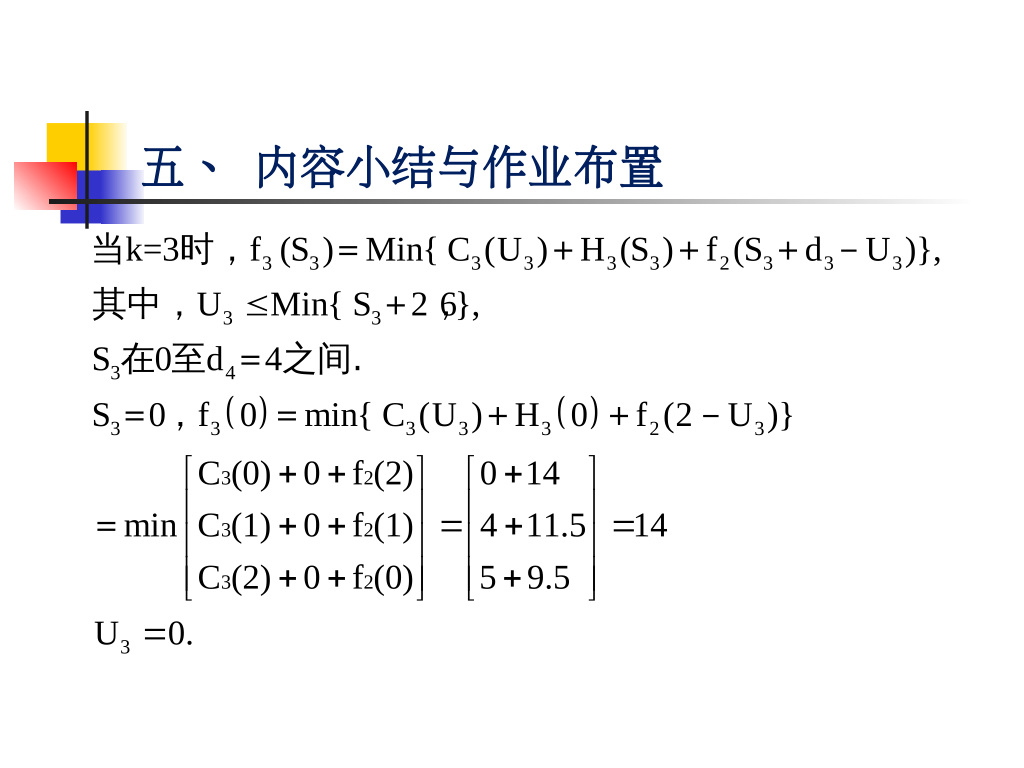 五、 内容小结与作业布置
当k=3时，f₃(S₃)＝Min{ C₃(U₃)＋H₃(S₃)＋f₂(S₃＋d₃－U₃)},
其中，U₃ ≤Min{ S₃＋2，6},
S₃在0至d₄＝4之间.
S₃＝0，f₃(0)＝min{ C₃(U₃)＋H₃(0)＋f₂(2－U₃)}
C₃(0)＋0＋f₂(2) 0＋14
＝min C₃(1)＋0＋f₂(1) ＝ 4＋11.5 ＝14
C₃(2)＋0＋f₂(0) 5＋9.5
U₃ ＝0.